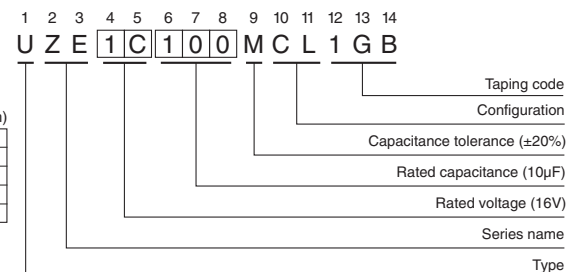 1 2 3 4 5 6 7 8 9 10 11 12 13 14
U Z E 1 C 1 0 0 M C L 1 G B
Taping code
Configuration
)
Capacitance tolerance (±20%)
Rated capacitance (10µF)
Rated voltage (16V)
Series name
Type